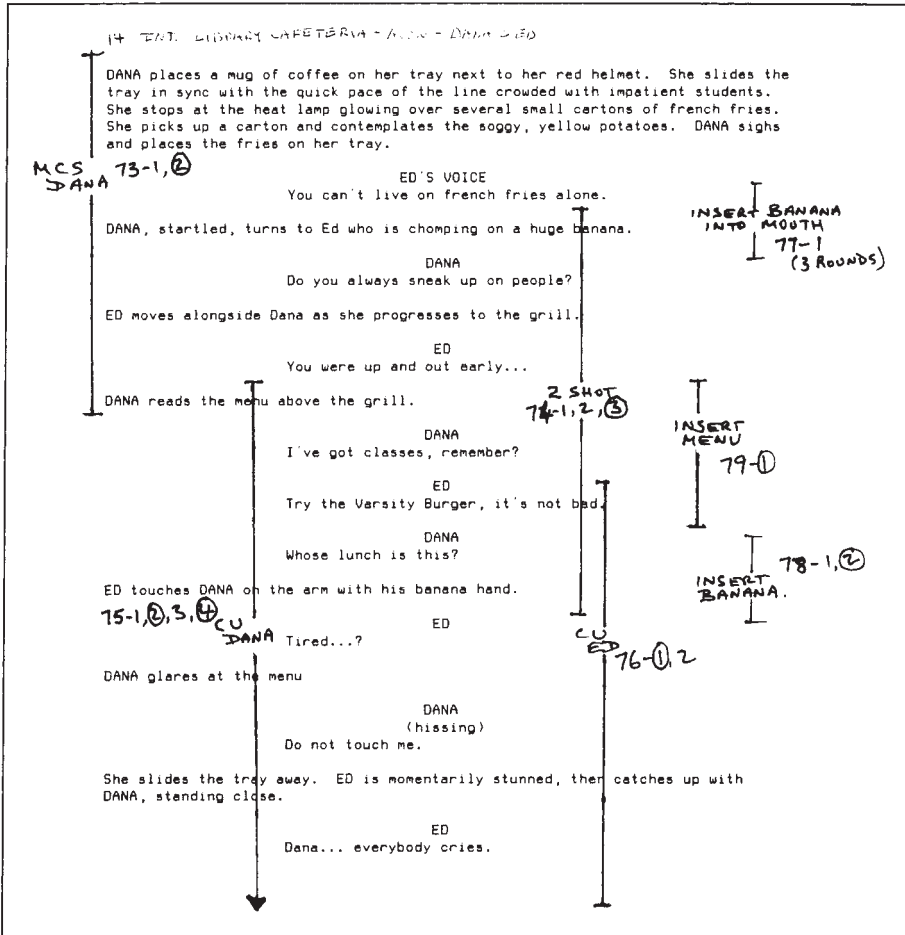 14 INT. LIBRARY CAFETERIA - - DANA & ED
DANA places a mug of coffee on her tray next to her red helmet. She slides the
tray in sync with the quick pace of the line crowded with impatient students.
She stops at the heat lamp glowing over several small cartons of french fries.
She picks up a carton and contemplates the soggy, yellow potatoes. DANA sighs
and places the fries on her tray.
MCS 73-1, ②
DANA
ED'S VOICE
You can't live on french fries alone.
INSERT BANANA
INTO MOUTH
77-1
(3 ROUNDS)
DANA, startled, turns to Ed who is chomping on a huge banana.
DANA
Do you always sneak up on people?
ED moves alongside Dana as she progresses to the grill.
ED
You were up and out early...
2 SHOT
74-1, 2, ③
DANA reads the menu above the grill.
INSERT
MENU
79-①
DANA
I've got classes, remember?
ED
Try the Varsity Burger, it's not bad.
DANA
Whose lunch is this?
78-1, ②
INSERT
BANANA.
ED touches DANA on the arm with his banana hand.
75-1, ②, 3, ④ CU
DANA
ED
Tired...?
CU
ED
76-①, 2
DANA glares at the menu
DANA
(hissing)
Do not touch me.
She slides the tray away. ED is momentarily stunned, then catches up with
DANA, standing close.
ED
Dana... everybody cries.